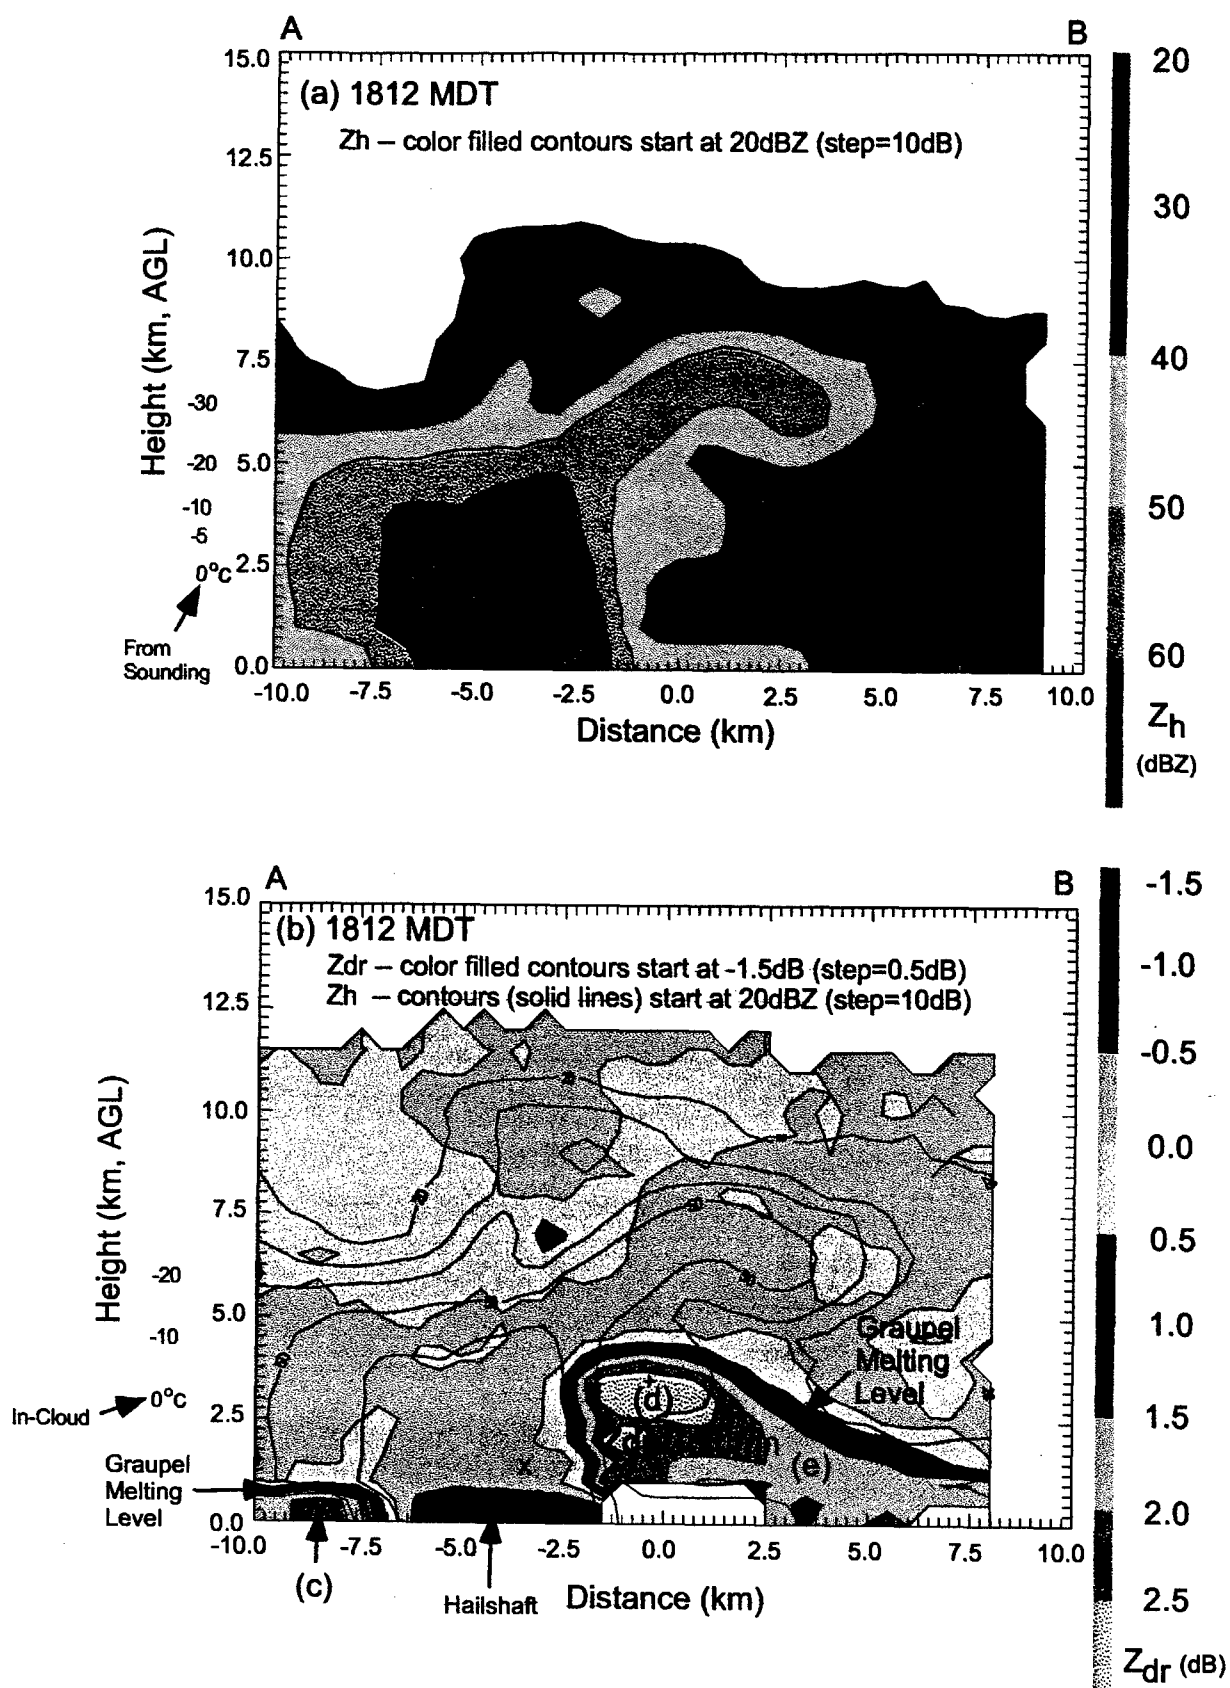 A B
15.0
(a) 1812 MDT
Zh – color filled contours start at 20dBZ (step=10dB)
12.5
10.0
7.5
-30
5.0
-20
-10
-5
2.5
0°c
From
Sounding
0.0
Height (km, AGL)
-10.0 -7.5 -5.0 -2.5 0.0 2.5 5.0 7.5 10.0
Distance (km)
20
30
40
50
60
Zh
(dBZ)
A B
15.0
(b) 1812 MDT
Zdr – color filled contours start at -1.5dB (step=0.5dB)
Zh – contours (solid lines) start at 20dBZ (step=10dB)
12.5
10.0
7.5
-20
5.0
-10
In-Cloud
0°c
2.5
Graupel
Melting
Level
0.0
Height (km, AGL)
Graupel
Melting
Level
(d)
(e)
x
-10.0 -7.5 -5.0 -2.5 0.0 2.5 5.0 7.5 10.0
(c)
Hailshaft
Distance (km)
-1.5
-1.0
-0.5
0.0
0.5
1.0
1.5
2.0
2.5
Zdr (dB)